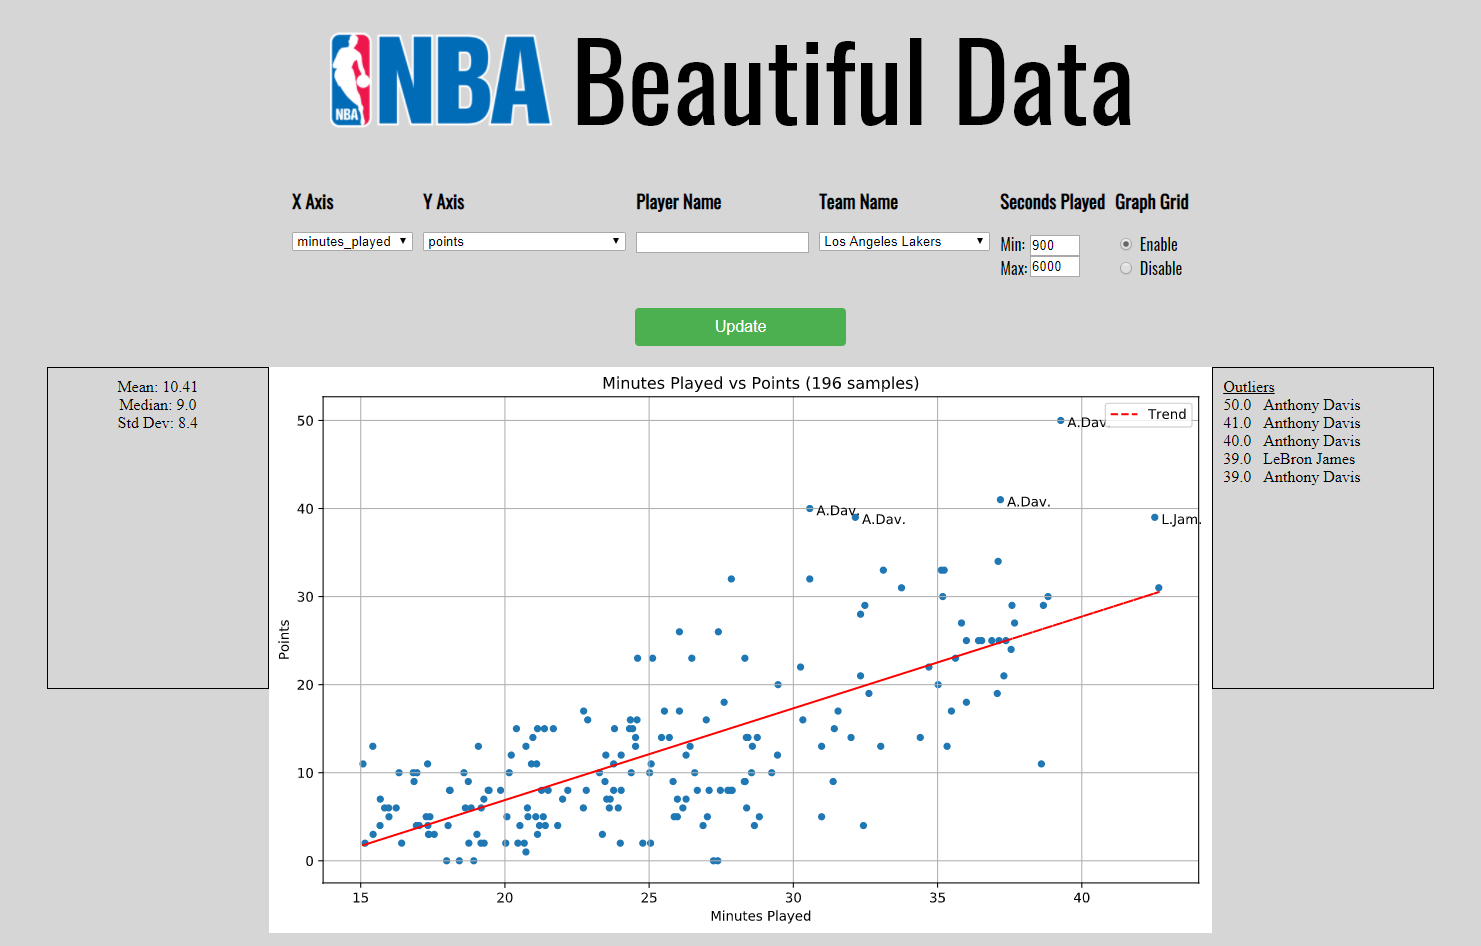 NBA NBA Beautiful Data
X Axis Y Axis Player Name Team Name Seconds Played Graph Grid
minutes_played points Los Angeles Lakers Min: 900 Enable
Max: 6000 Disable
Update
Mean: 10.41
Median: 9.0
Std Dev: 8.4
Minutes Played vs Points (196 samples)
Trend
A.Dav.
A.Dav.
A.Dav.
A.Dav.
L.Jam.
50
40
30
20
10
0
Points
15 20 25 30 35 40
Minutes Played
Outliers
50.0 Anthony Davis
41.0 Anthony Davis
40.0 Anthony Davis
39.0 LeBron James
39.0 Anthony Davis